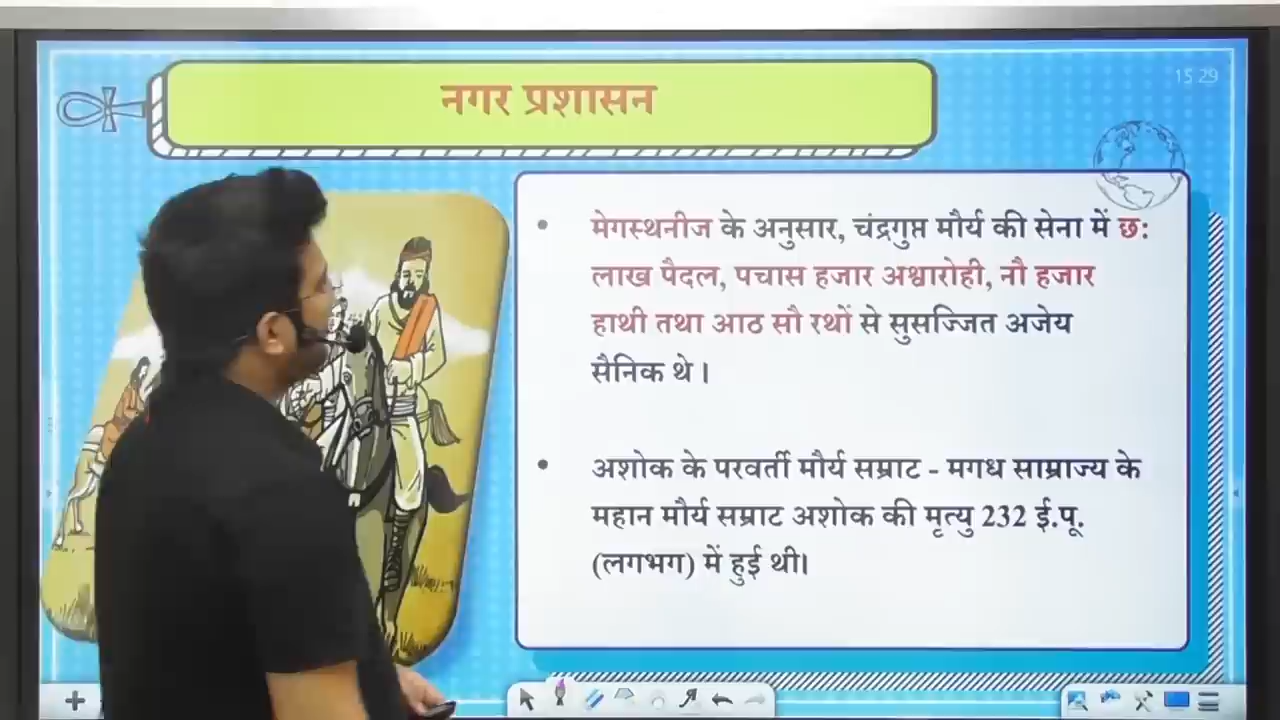 नगर प्रशासन
15:29
• मेगस्थनीज के अनुसार, चंद्रगुप्त मौर्य की सेना में छ:
लाख पैदल, पचास हजार अश्वारोही, नौ हजार
हाथी तथा आठ सौ रथों से सुसज्जित अजेय
सैनिक थे ।
• अशोक के परवर्ती मौर्य सम्राट - मगध साम्राज्य के
महान मौर्य सम्राट अशोक की मृत्यु 232 ई.पू.
(लगभग) में हुई थी।